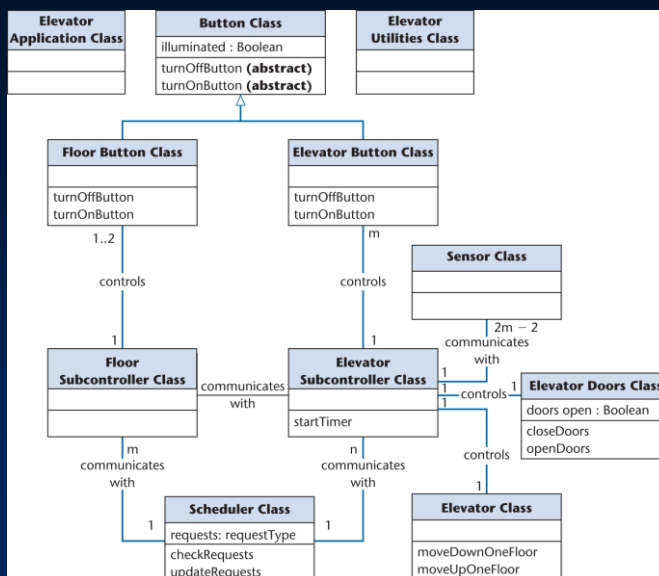 Elevator
Application Class
Button Class
illuminated : Boolean
turnOffButton (abstract)
turnOnButton (abstract)
Elevator
Utilities Class
Floor Button Class
turnOffButton
turnOnButton
Elevator Button Class
turnOffButton
turnOnButton
1..2
m
controls
controls
Sensor Class
1
1
2m − 2
communicates
with
Floor
Subcontroller Class
communicates
with
Elevator
Subcontroller Class
startTimer
1
1
controls
1
1
Elevator Doors Class
doors open : Boolean
closeDoors
openDoors
m
communicates
with
n
communicates
with
controls
1
1
1
Scheduler Class
requests: requestType
checkRequests
updateRequests
Elevator Class
moveDownOneFloor
moveUpOneFloor